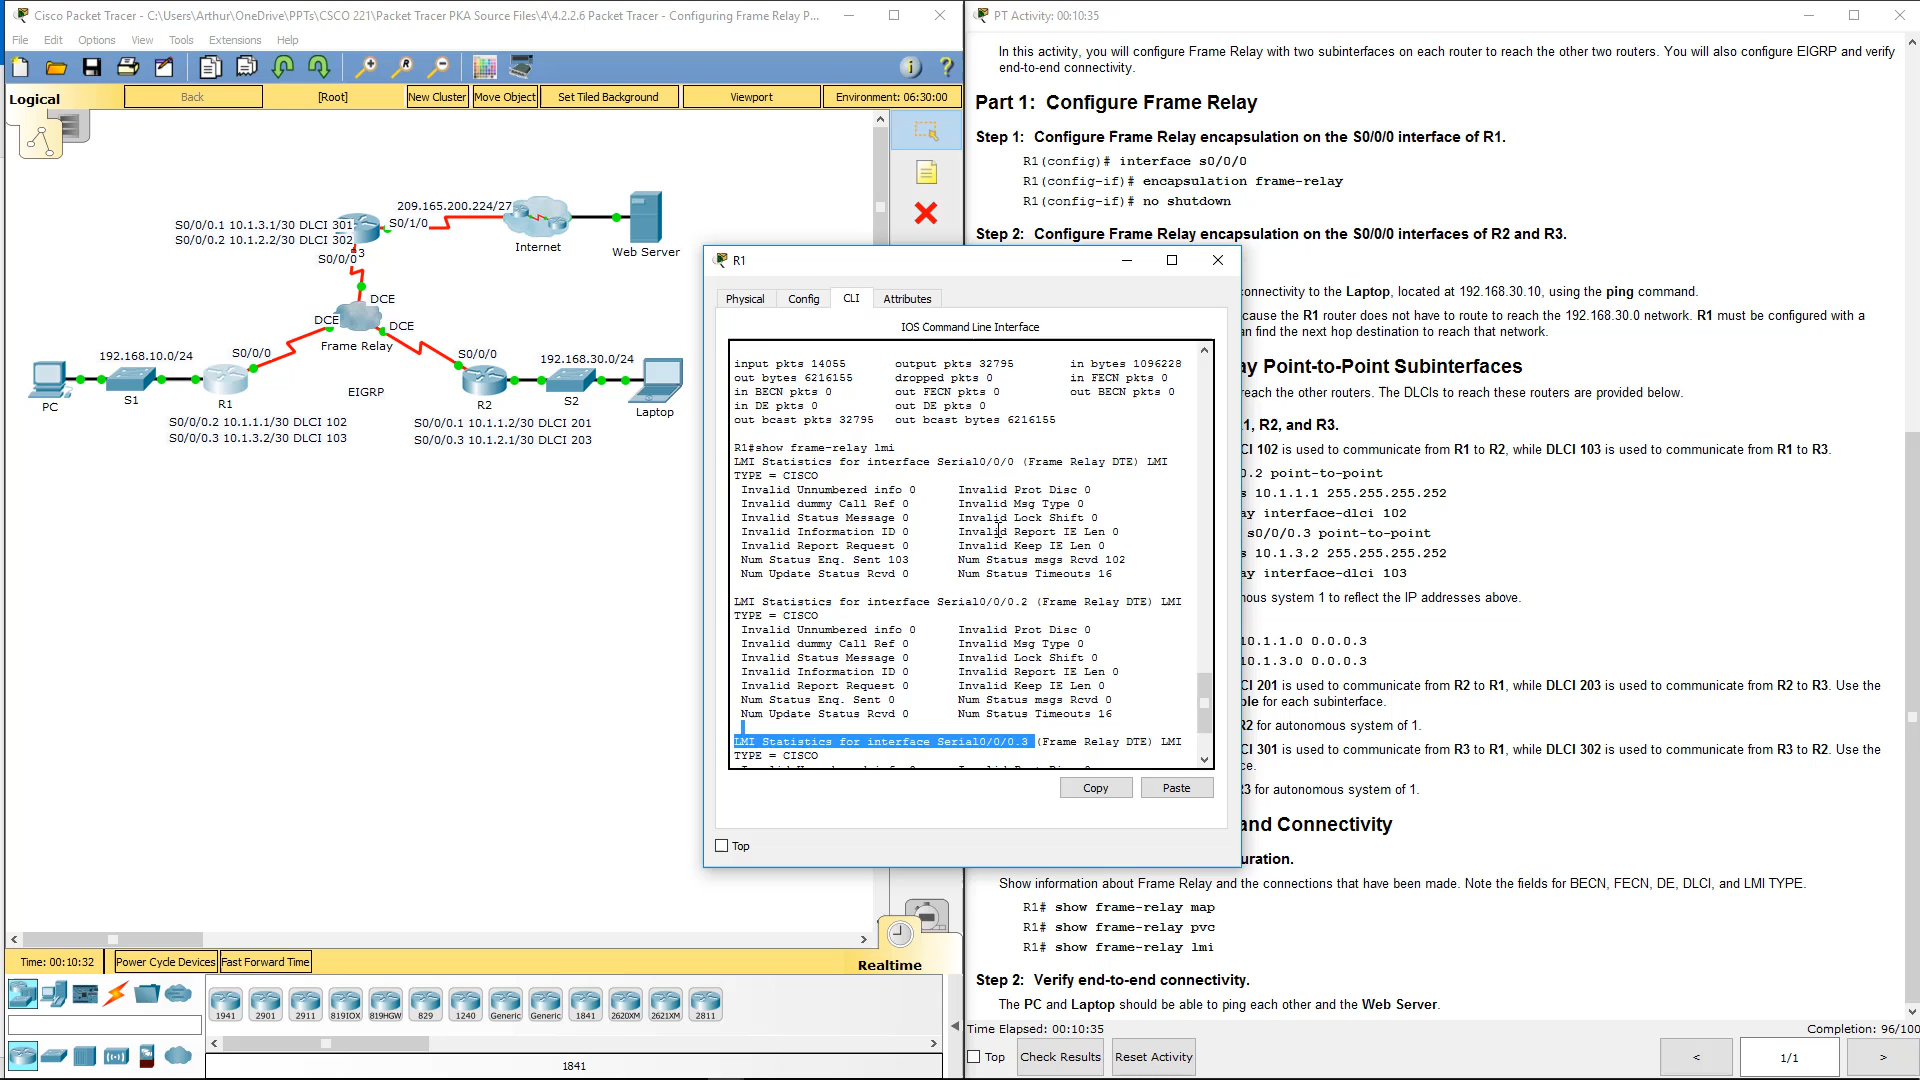 Cisco Packet Tracer - C:\Users\Arthur\OneDrive\PPTs\CSCO 221\Packet Tracer PKA Source Files\4\4.2.2.6 Packet Tracer - Configuring Frame Relay P...
File Edit Options View Tools Extensions Help
Logical
Back
[Root]
New Cluster
Move Object
Set Tiled Background
Viewport
Environment: 06:30:00
S0/0/0.1 10.1.3.1/30 DLCI 301
S0/0/0.2 10.1.2.2/30 DLCI 302
209.165.200.224/27
S0/1/0
Internet
Web Server
S0/0/0
3
DCE
DCE
DCE
Frame Relay
192.168.10.0/24
S0/0/0
S0/0/0
192.168.30.0/24
PC
S1
R1
EIGRP
R2
S2
Laptop
S0/0/0.2 10.1.1.1/30 DLCI 102
S0/0/0.3 10.1.3.2/30 DLCI 103
S0/0/0.1 10.1.1.2/30 DLCI 201
S0/0/0.3 10.1.2.1/30 DLCI 203
Time: 00:10:32
Power Cycle Devices
Fast Forward Time
Realtime
1941
2901
2911
819IOX
819HGW
829
1240
Generic
Generic
1841
2620XM
2621XM
2811
1841
R1
Physical
Config
CLI
Attributes
IOS Command Line Interface
input pkts 14055 output pkts 32795 in bytes 1096228
out bytes 6216155 dropped pkts 0 in FECN pkts 0
in BECN pkts 0 out FECN pkts 0 out BECN pkts 0
in DE pkts 0 out DE pkts 0
out bcast pkts 32795 out bcast bytes 6216155
R1#show frame-relay lmi
LMI Statistics for interface Serial0/0/0 (Frame Relay DTE) LMI
TYPE = CISCO
Invalid Unnumbered info 0 Invalid Prot Disc 0
Invalid dummy Call Ref 0 Invalid Msg Type 0
Invalid Status Message 0 Invalid Lock Shift 0
Invalid Information ID 0 Invalid Report IE Len 0
Invalid Report Request 0 Invalid Keep IE Len 0
Num Status Enq. Sent 103 Num Status msgs Rcvd 102
Num Update Status Rcvd 0 Num Status Timeouts 16
LMI Statistics for interface Serial0/0/0.2 (Frame Relay DTE) LMI
TYPE = CISCO
Invalid Unnumbered info 0 Invalid Prot Disc 0
Invalid dummy Call Ref 0 Invalid Msg Type 0
Invalid Status Message 0 Invalid Lock Shift 0
Invalid Information ID 0 Invalid Report IE Len 0
Invalid Report Request 0 Invalid Keep IE Len 0
Num Status Enq. Sent 0 Num Status msgs Rcvd 0
Num Update Status Rcvd 0 Num Status Timeouts 16
LMI Statistics for interface Serial0/0/0.3 (Frame Relay DTE) LMI
TYPE = CISCO
Copy
Paste
Top
PT Activity: 00:10:35
In this activity, you will configure Frame Relay with two subinterfaces on each router to reach the other two routers. You will also configure EIGRP and verify
end-to-end connectivity.
Part 1: Configure Frame Relay
Step 1: Configure Frame Relay encapsulation on the S0/0/0 interface of R1.
R1(config)# interface s0/0/0
R1(config-if)# encapsulation frame-relay
R1(config-if)# no shutdown
Step 2: Configure Frame Relay encapsulation on the S0/0/0 interfaces of R2 and R3.
onnectivity to the Laptop, located at 192.168.30.10, using the ping command.
cause the R1 router does not have to route to reach the 192.168.30.0 network. R1 must be configured with a
an find the next hop destination to reach that network.
ay Point-to-Point Subinterfaces
each the other routers. The DLCIs to reach these routers are provided below.
1, R2, and R3.
CI 102 is used to communicate from R1 to R2, while DLCI 103 is used to communicate from R1 to R3.
0.2 point-to-point
s 10.1.1.1 255.255.255.252
ay interface-dlci 102
s0/0/0.3 point-to-point
s 10.1.3.2 255.255.255.252
ay interface-dlci 103
ous system 1 to reflect the IP addresses above.
10.1.1.0 0.0.0.3
10.1.3.0 0.0.0.3
CI 201 is used to communicate from R2 to R1, while DLCI 203 is used to communicate from R2 to R3. Use the
ble for each subinterface.
R2 for autonomous system of 1.
CI 301 is used to communicate from R3 to R1, while DLCI 302 is used to communicate from R3 to R2. Use the
ce.
R3 for autonomous system of 1.
and Connectivity
uration.
Show information about Frame Relay and the connections that have been made. Note the fields for BECN, FECN, DE, DLCI, and LMI TYPE.
R1# show frame-relay map
R1# show frame-relay pvc
R1# show frame-relay lmi
Step 2: Verify end-to-end connectivity.
The PC and Laptop should be able to ping each other and the Web Server.
Time Elapsed: 00:10:35
Completion: 96/100
Top
Check Results
Reset Activity
<
1/1
>